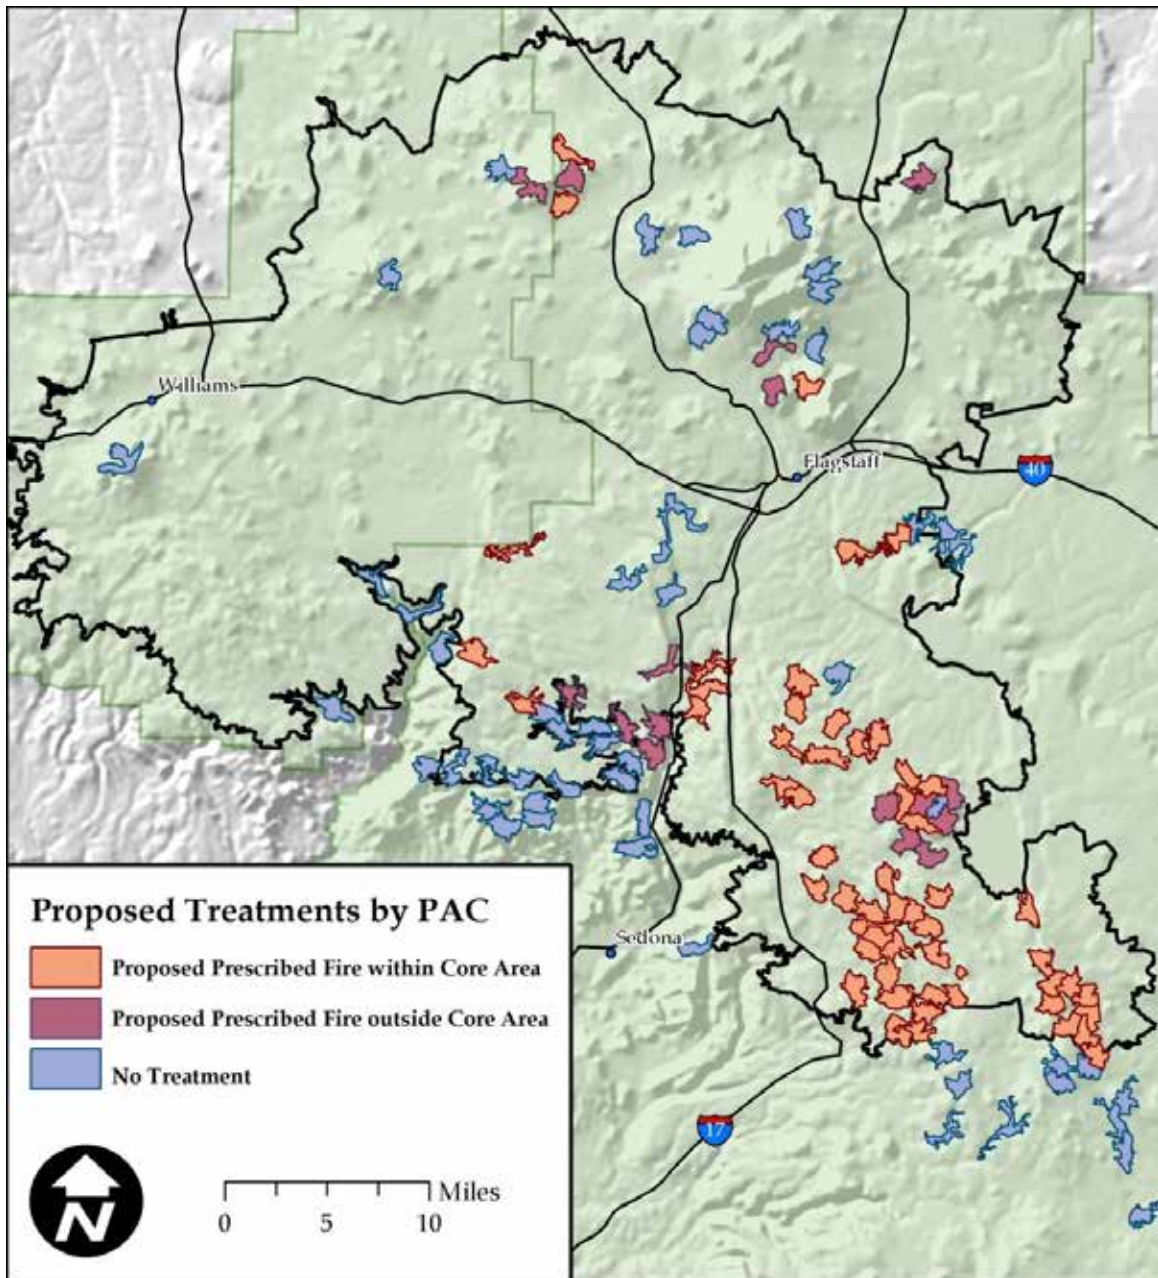 Williams
Flagstaff
40
Sedona
Proposed Treatments by PAC
Proposed Prescribed Fire within Core Area
Proposed Prescribed Fire outside Core Area
No Treatment
17
N
Miles
0 5 10